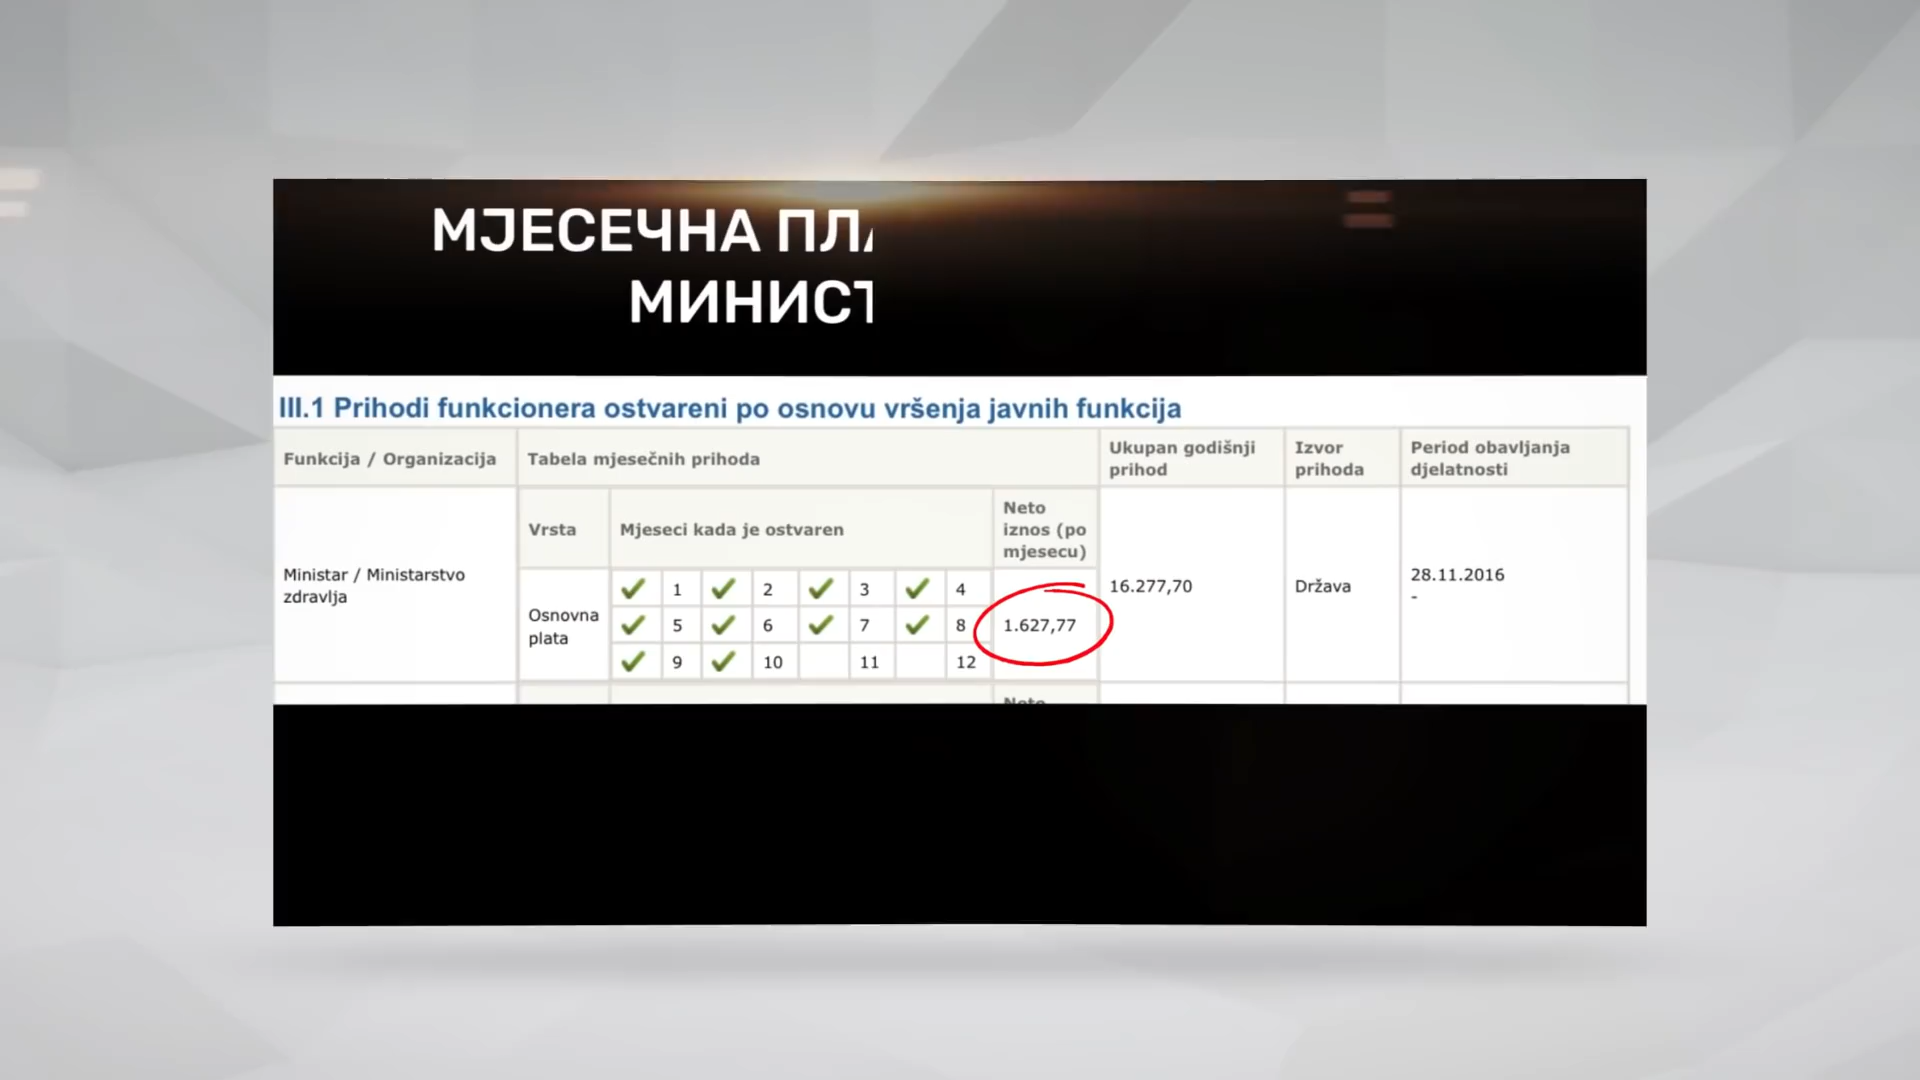 МЈЕСЕЧНА
МИНИСТ
III.1 Prihodi funkcionera ostvareni po osnovu vršenja javnih funkcija
Funkcija / Organizacija
Tabela mjesečnih prihoda
Ukupan godišnji
prihod
Izvor
prihoda
Period obavljanja
djelatnosti
Vrsta
Mjeseci kada je ostvaren
Neto
iznos (po
mjesecu)
Ministar / Ministarstvo
zdravlja
Osnovna
plata
✔ 1 ✔ 2 ✔ 3 ✔ 4
✔ 5 ✔ 6 ✔ 7 ✔ 8
✔ 9 ✔ 10 11 12
1.627,77
16.277,70
Država
28.11.2016
-